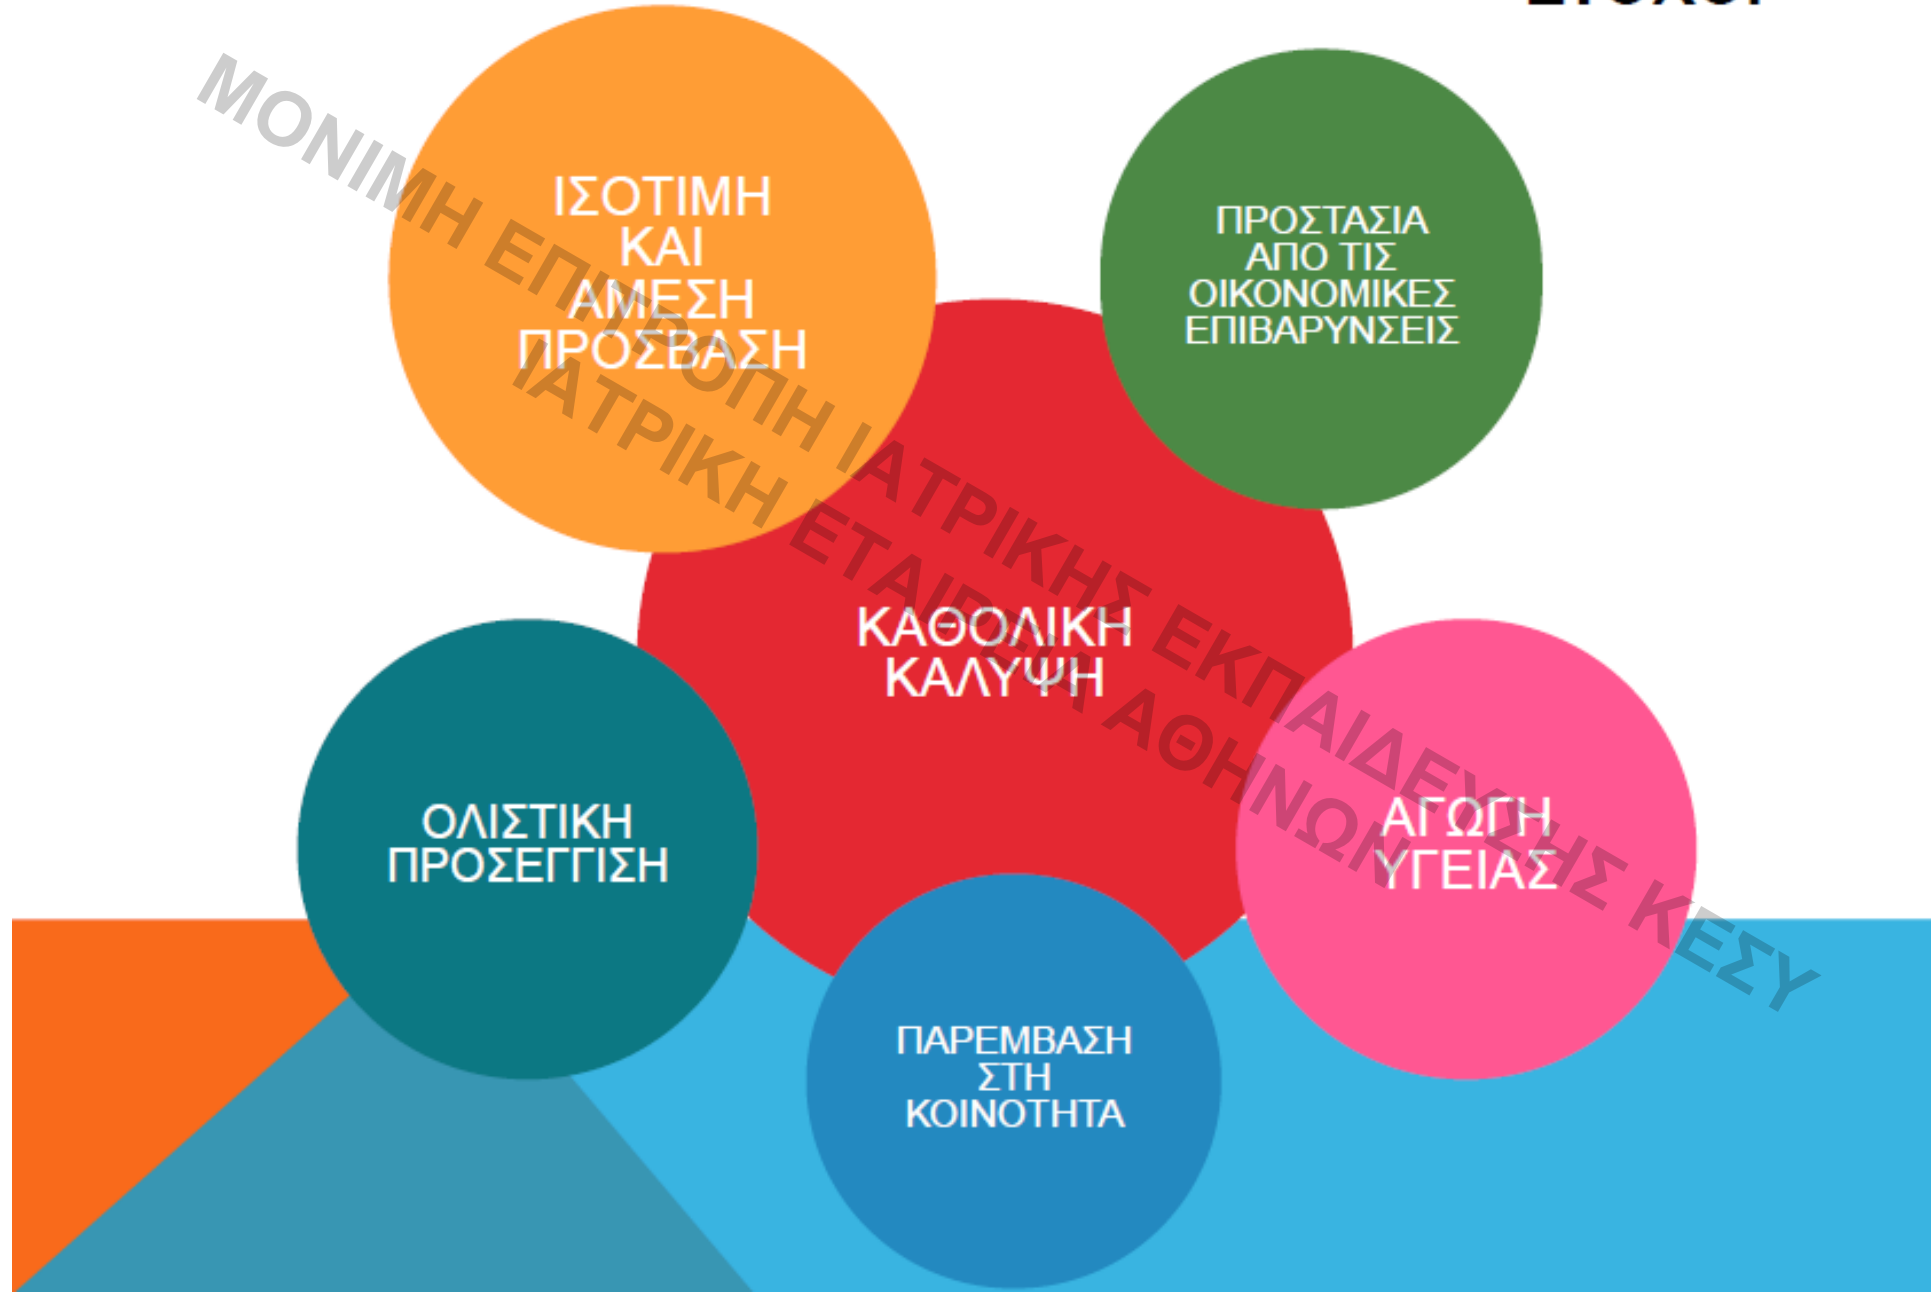 ΣΤΟΧΟΙ
ΙΣΟΤΙΜΗ
ΚΑΙ
ΑΜΕΣΗ
ΠΡΟΣΒΑΣΗ
ΠΡΟΣΤΑΣΙΑ
ΑΠΟ ΤΙΣ
ΟΙΚΟΝΟΜΙΚΕΣ
ΕΠΙΒΑΡΥΝΣΕΙΣ
ΚΑΘΟΛΙΚΗ
ΚΑΛΥΨΗ
ΟΛΙΣΤΙΚΗ
ΠΡΟΣΕΓΓΙΣΗ
ΑΓΩΓΗ
ΥΓΕΙΑΣ
ΠΑΡΕΜΒΑΣΗ
ΣΤΗ
ΚΟΙΝΟΤΗΤΑ
ΜΟΝΙΜΗ ΕΠΙΤΡΟΠΗ ΙΑΤΡΙΚΗΣ ΕΚΠΑΙΔΕΥΣΗΣ ΚΕΣΥ
ΙΑΤΡΙΚΗ ΕΤΑΙΡΕΙΑ ΑΘΗΝΩΝ